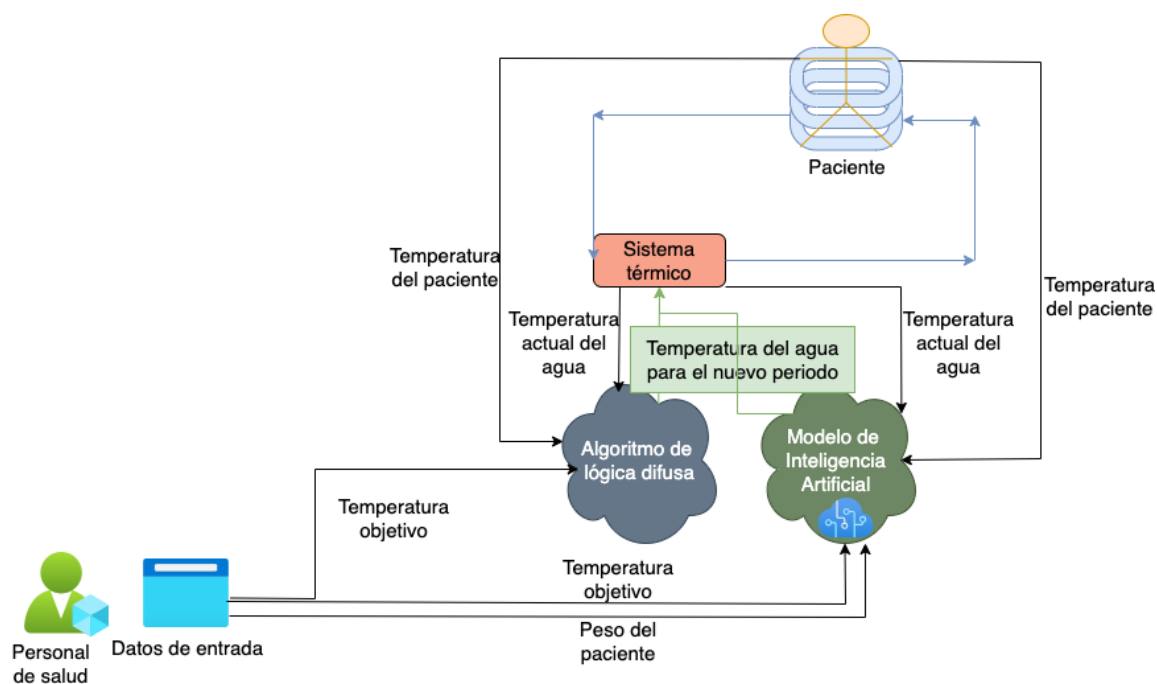 Paciente
Sistema
térmico
Temperatura
del paciente
Temperatura
del paciente
Temperatura
actual del
agua
Temperatura
actual del
agua
Temperatura del agua
para el nuevo periodo
Algoritmo de
lógica difusa
Modelo de
Inteligencia
Artificial
Temperatura
objetivo
Temperatura
objetivo
Peso del
paciente
Datos de entrada
Personal
de salud